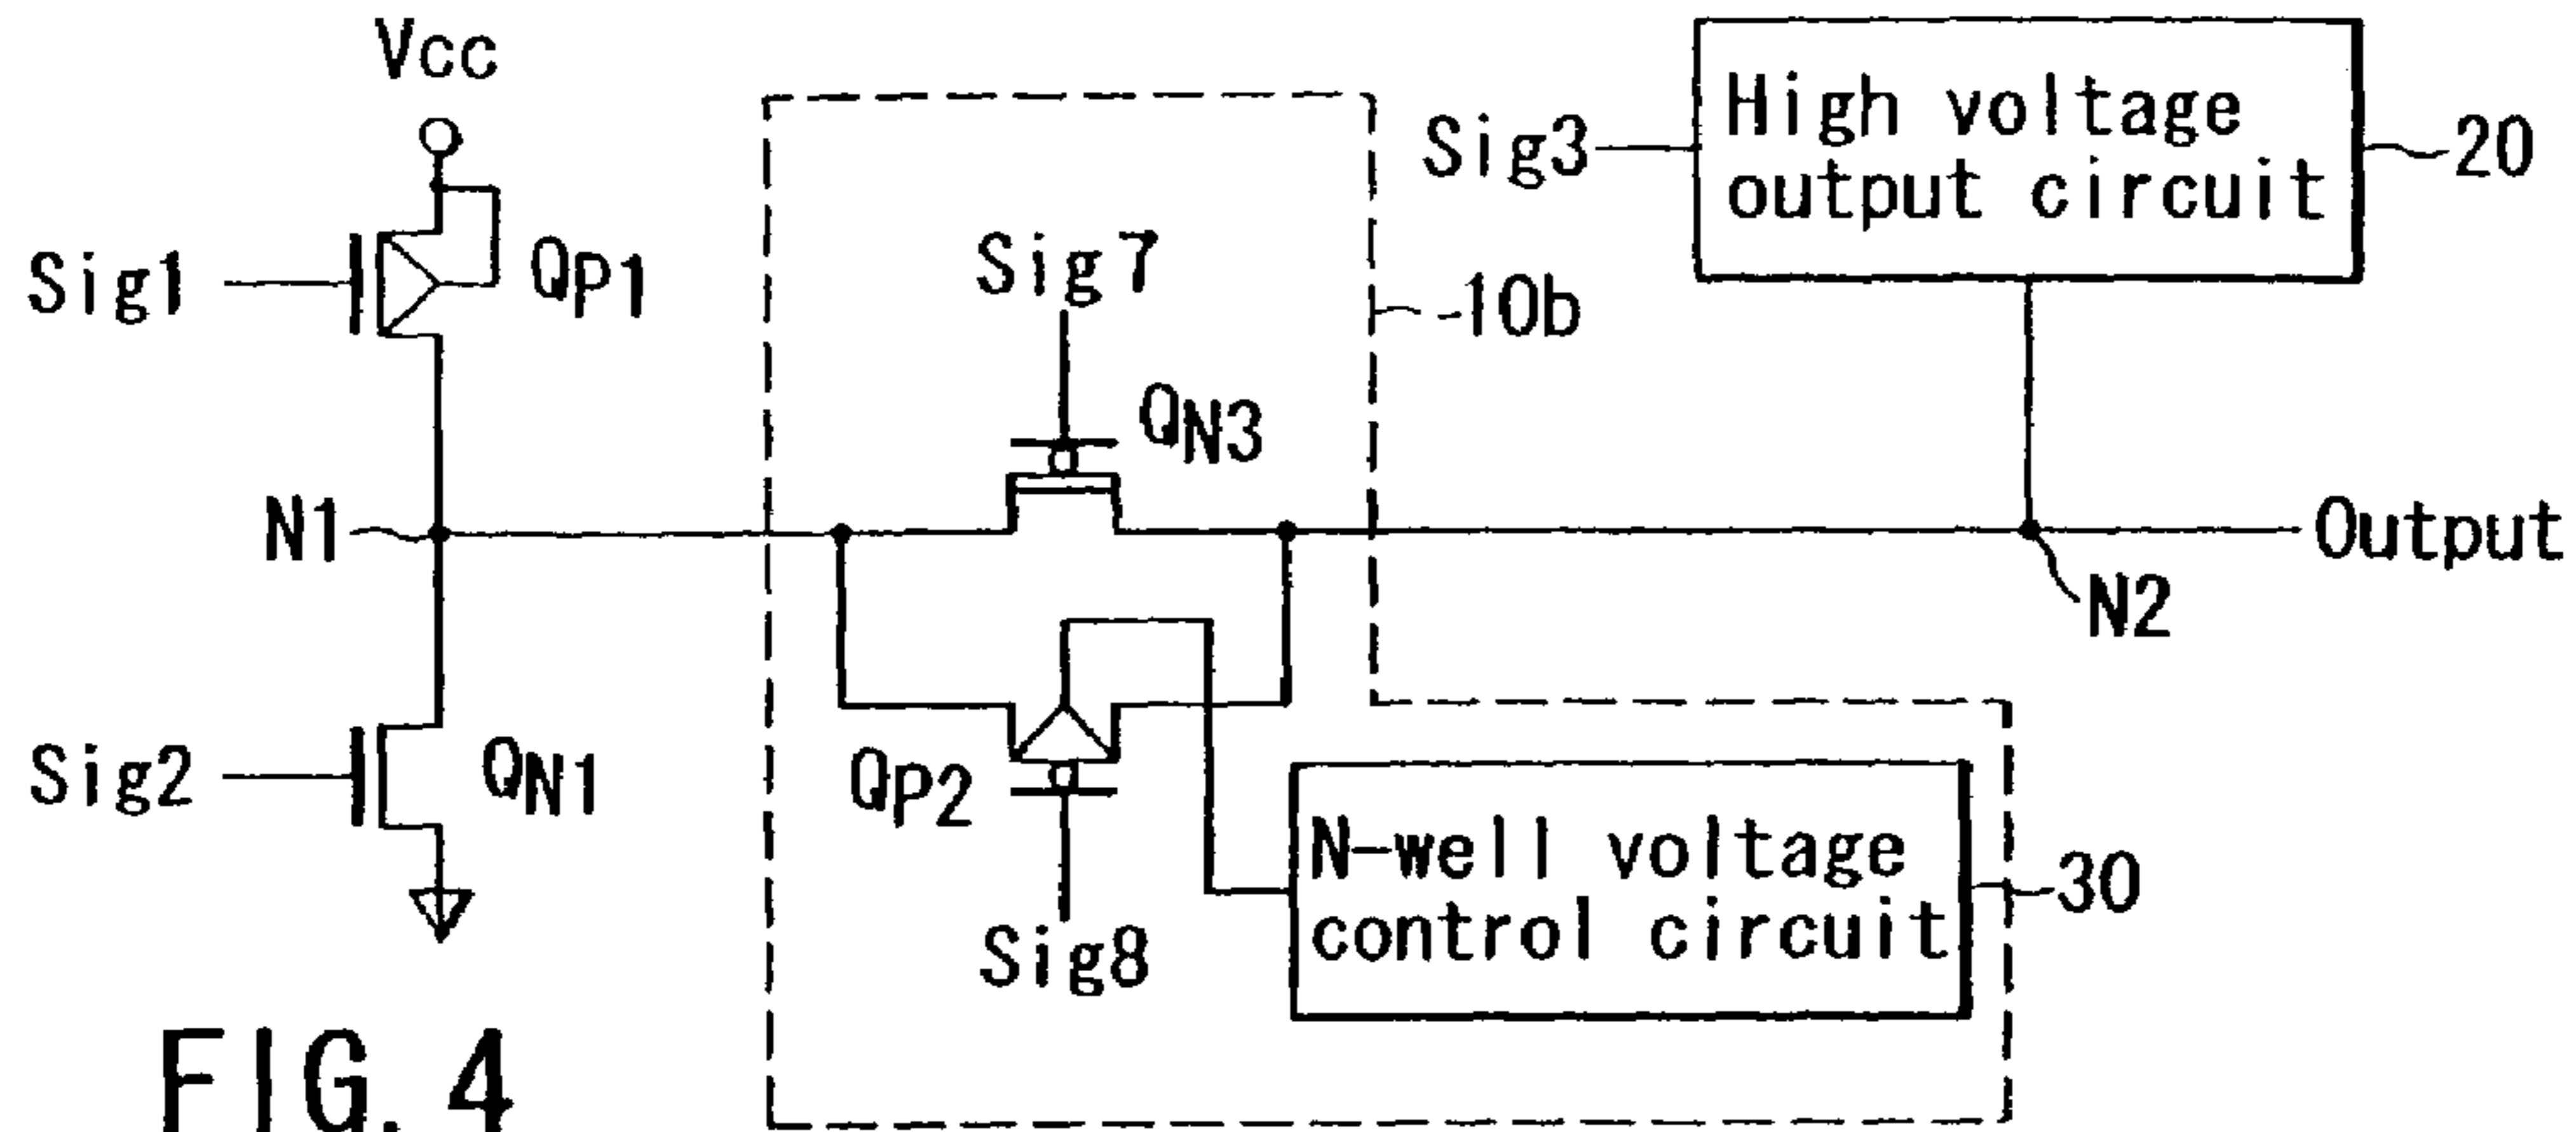 Vcc
Sig1
QP1
N1
Sig2
QN1
Sig7
QN3
10b
QP2
Sig8
N-well voltage
control circuit
30
Sig3
High voltage
output circuit
20
Output
N2
FIG. 4